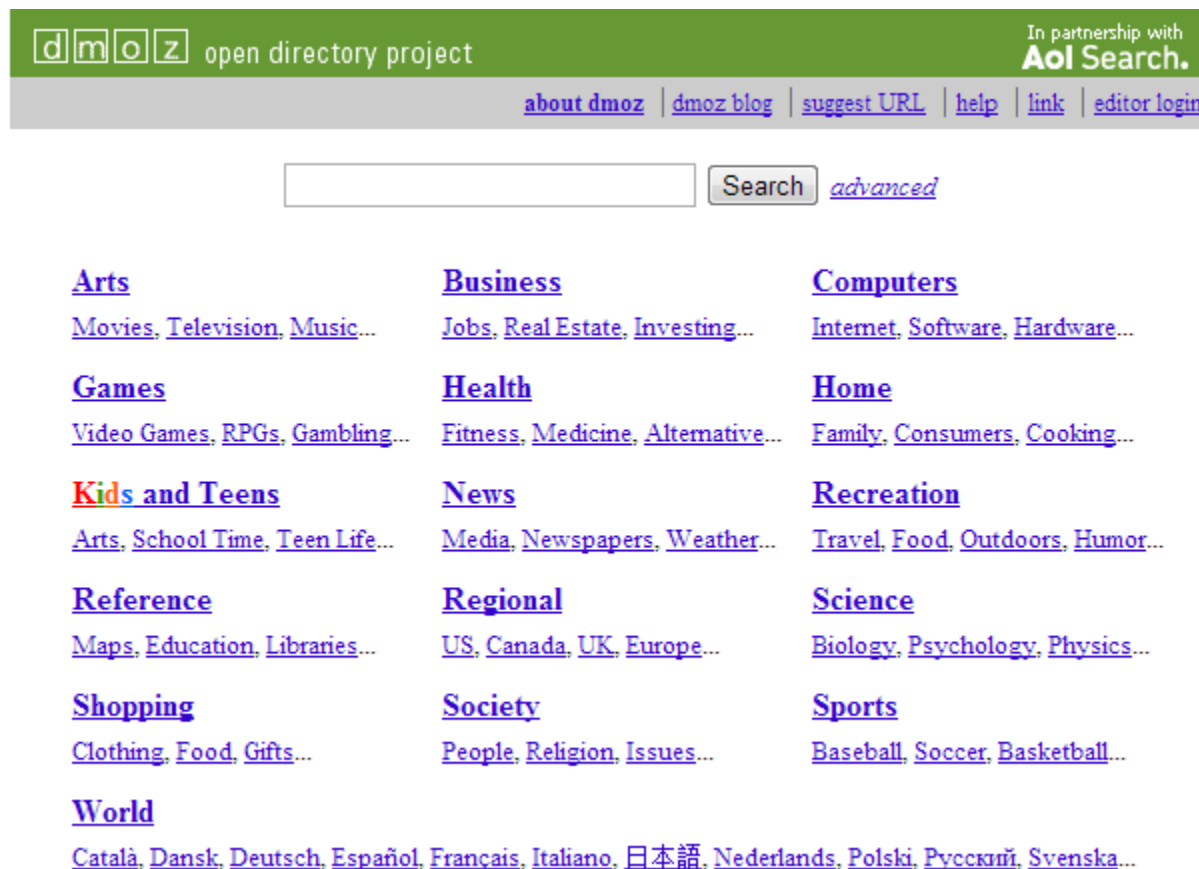 dmoz open directory project
In partnership with
Aol Search.
about dmoz | dmoz blog | suggest URL | help | link | editor login
Search advanced
Arts Business Computers
Movies, Television, Music... Jobs, Real Estate, Investing... Internet, Software, Hardware...
Games Health Home
Video Games, RPGs, Gambling... Fitness, Medicine, Alternative... Family, Consumers, Cooking...
Kids and Teens News Recreation
Arts, School Time, Teen Life... Media, Newspapers, Weather... Travel, Food, Outdoors, Humor...
Reference Regional Science
Maps, Education, Libraries... US, Canada, UK, Europe... Biology, Psychology, Physics...
Shopping Society Sports
Clothing, Food, Gifts... People, Religion, Issues... Baseball, Soccer, Basketball...
World
Català, Dansk, Deutsch, Español, Français, Italiano, 日本語, Nederlands, Polski, Русский, Svenska...